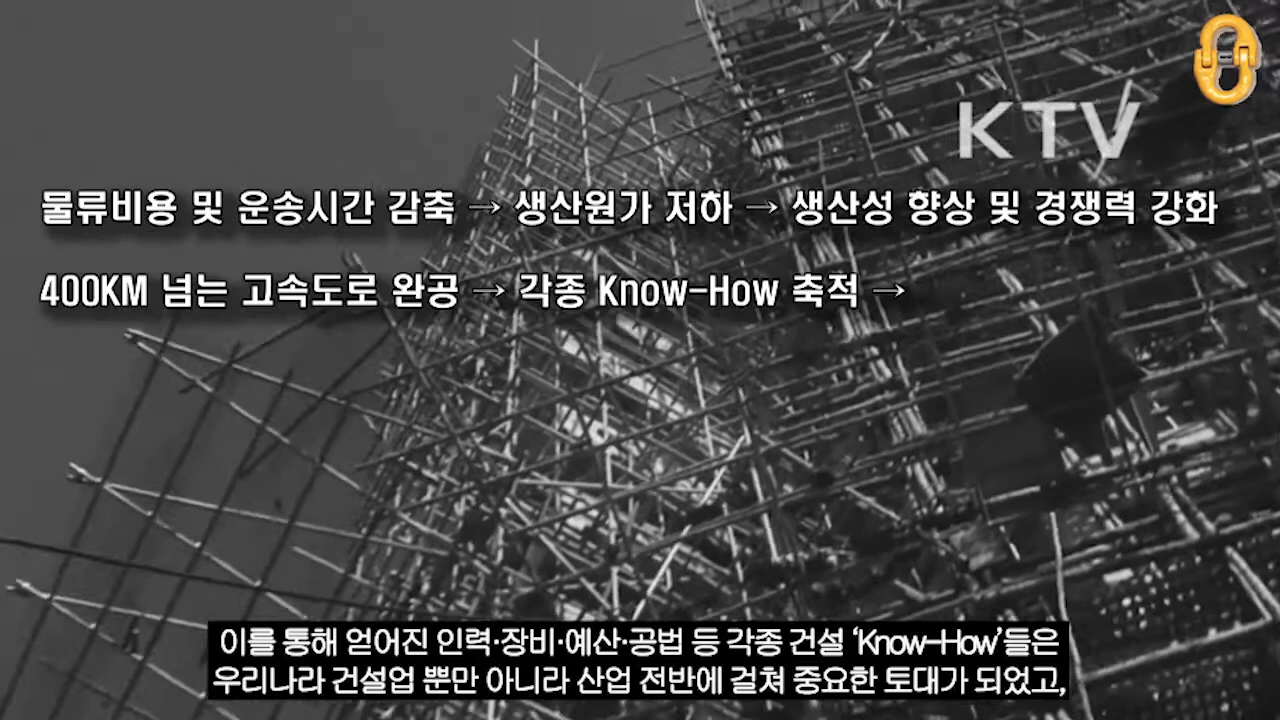 KTV
물류비용 및 운송시간 감축 → 생산원가 저하 → 생산성 향상 및 경쟁력 강화
400KM 넘는 고속도로 완공 → 각종 Know-How 축적 →
이를 통해 얻어진 인력·장비·예산·공법 등 각종 건설 ‘Know-How’들은
우리나라 건설업 뿐만 아니라 산업 전반에 걸쳐 중요한 토대가 되었고,